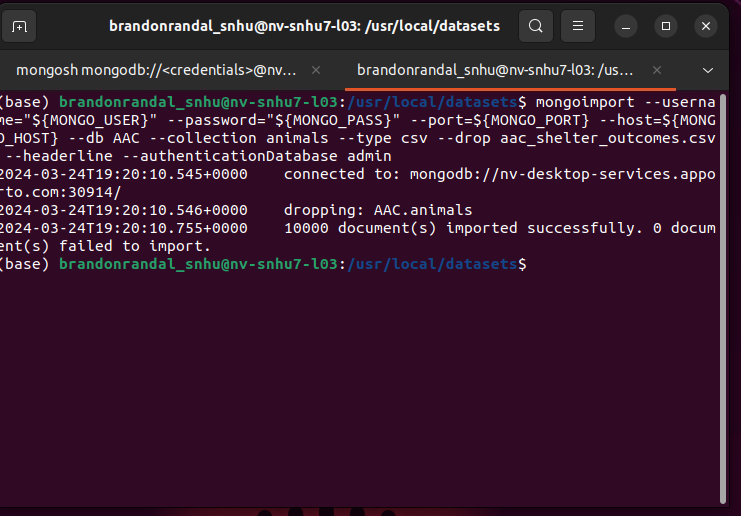 brandonrandal_snhu@nv-snhu7-l03: /usr/local/datasets
mongosh mongodb://<credentials>@nv... × brandonrandal_snhu@nv-snhu7-l03: /us... ×
(base) brandonrandal_snhu@nv-snhu7-l03:/usr/local/datasets$ mongoimport --userna
me="${MONGO_USER}" --password="${MONGO_PASS}" --port=${MONGO_PORT} --host=${MONG
O_HOST} --db AAC --collection animals --type csv --drop aac_shelter_outcomes.csv
 --headerline --authenticationDatabase admin
2024-03-24T19:20:10.545+0000    connected to: mongodb://nv-desktop-services.appo
rto.com:30914/
2024-03-24T19:20:10.546+0000    dropping: AAC.animals
2024-03-24T19:20:10.755+0000    10000 document(s) imported successfully. 0 docum
ent(s) failed to import.
(base) brandonrandal_snhu@nv-snhu7-l03:/usr/local/datasets$